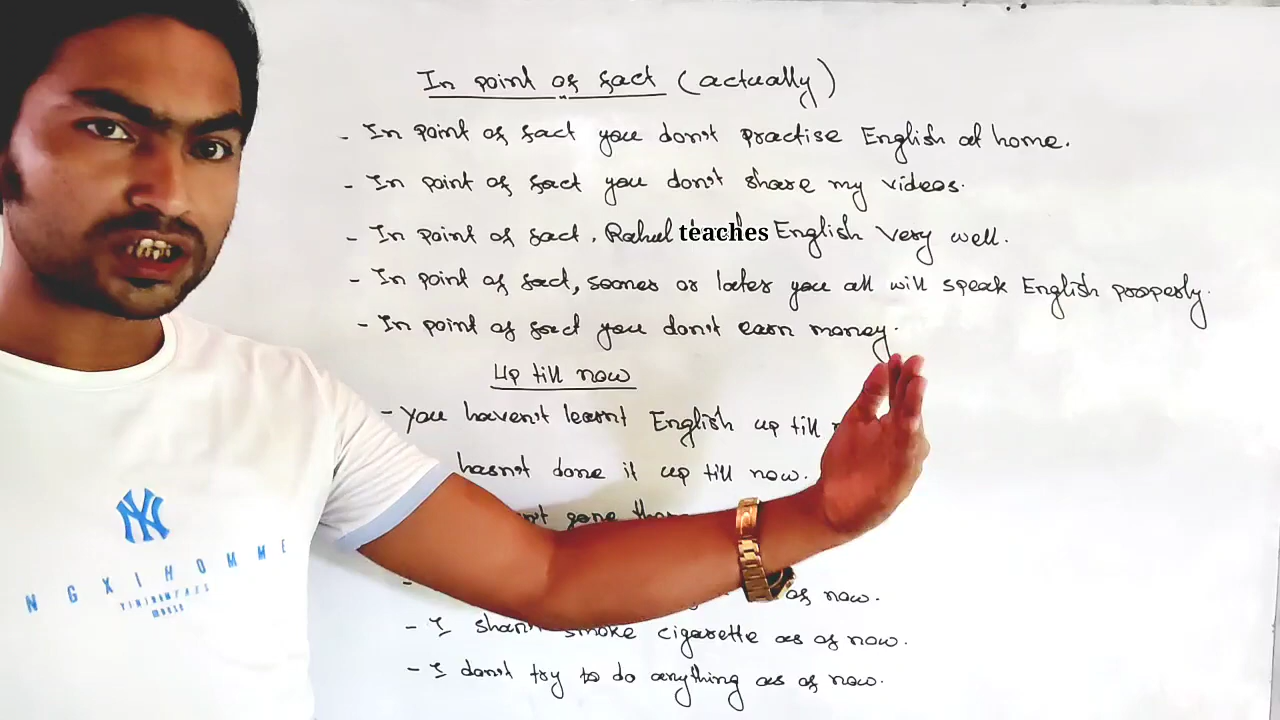 In point of fact (actually)
- In point of fact you don't practise English at home.
- In point of fact you don't share my videos.
- In point of fact, Rahul teaches English very well.
- In point of fact, sooner or later you all will speak English properly.
- In point of fact you don't earn money.
Up till now
- You haven't learnt English up till
hasn't done it up till now.
gone
as of now.
- I shan't smoke cigarette as of now.
- I don't try to do anything as of now.
NY
NGXIHOMME